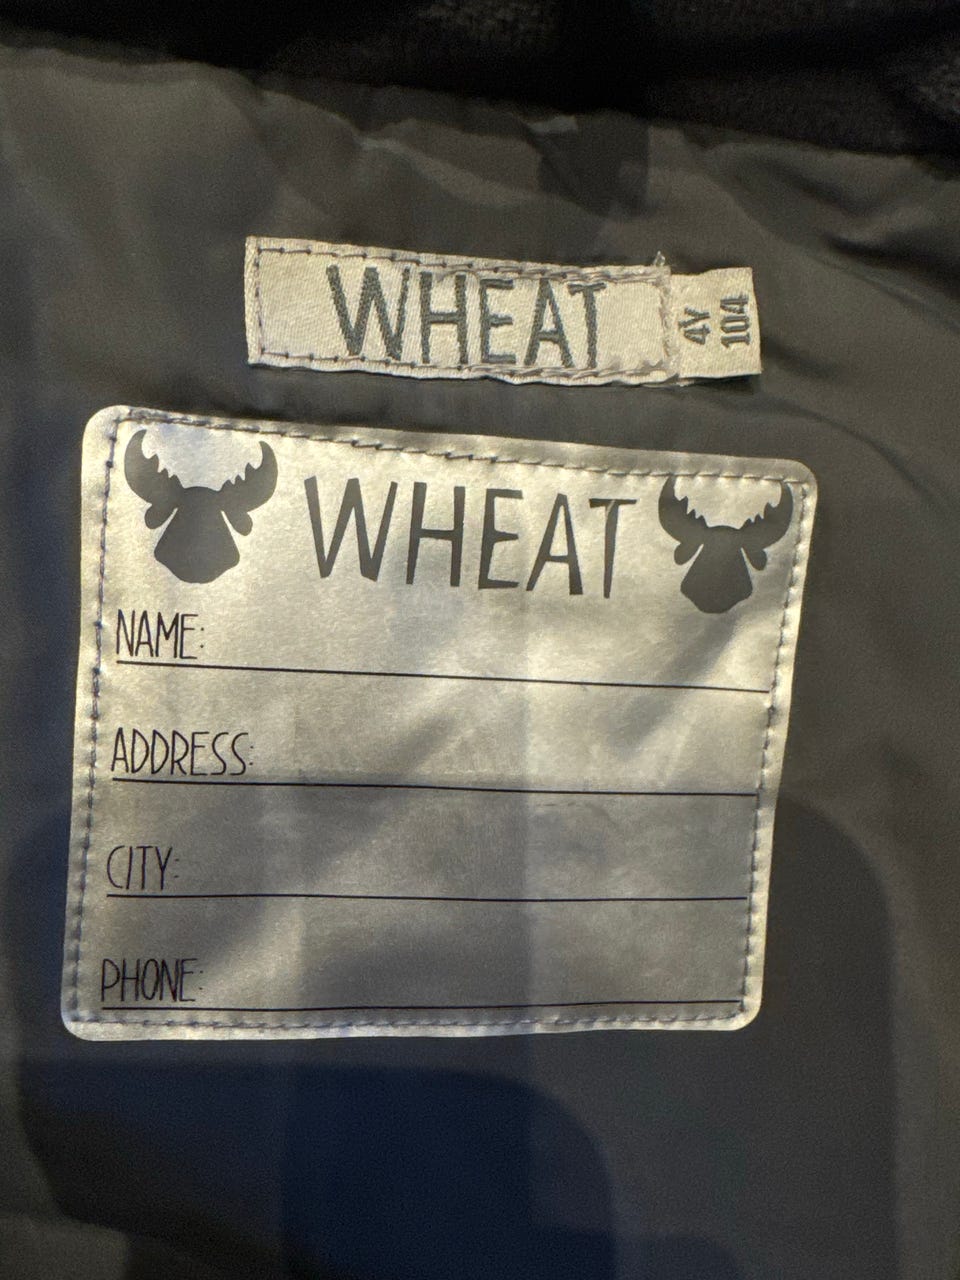 WHEAT
4Y
104
WHEAT
NAME:
ADDRESS:
CITY:
PHONE: